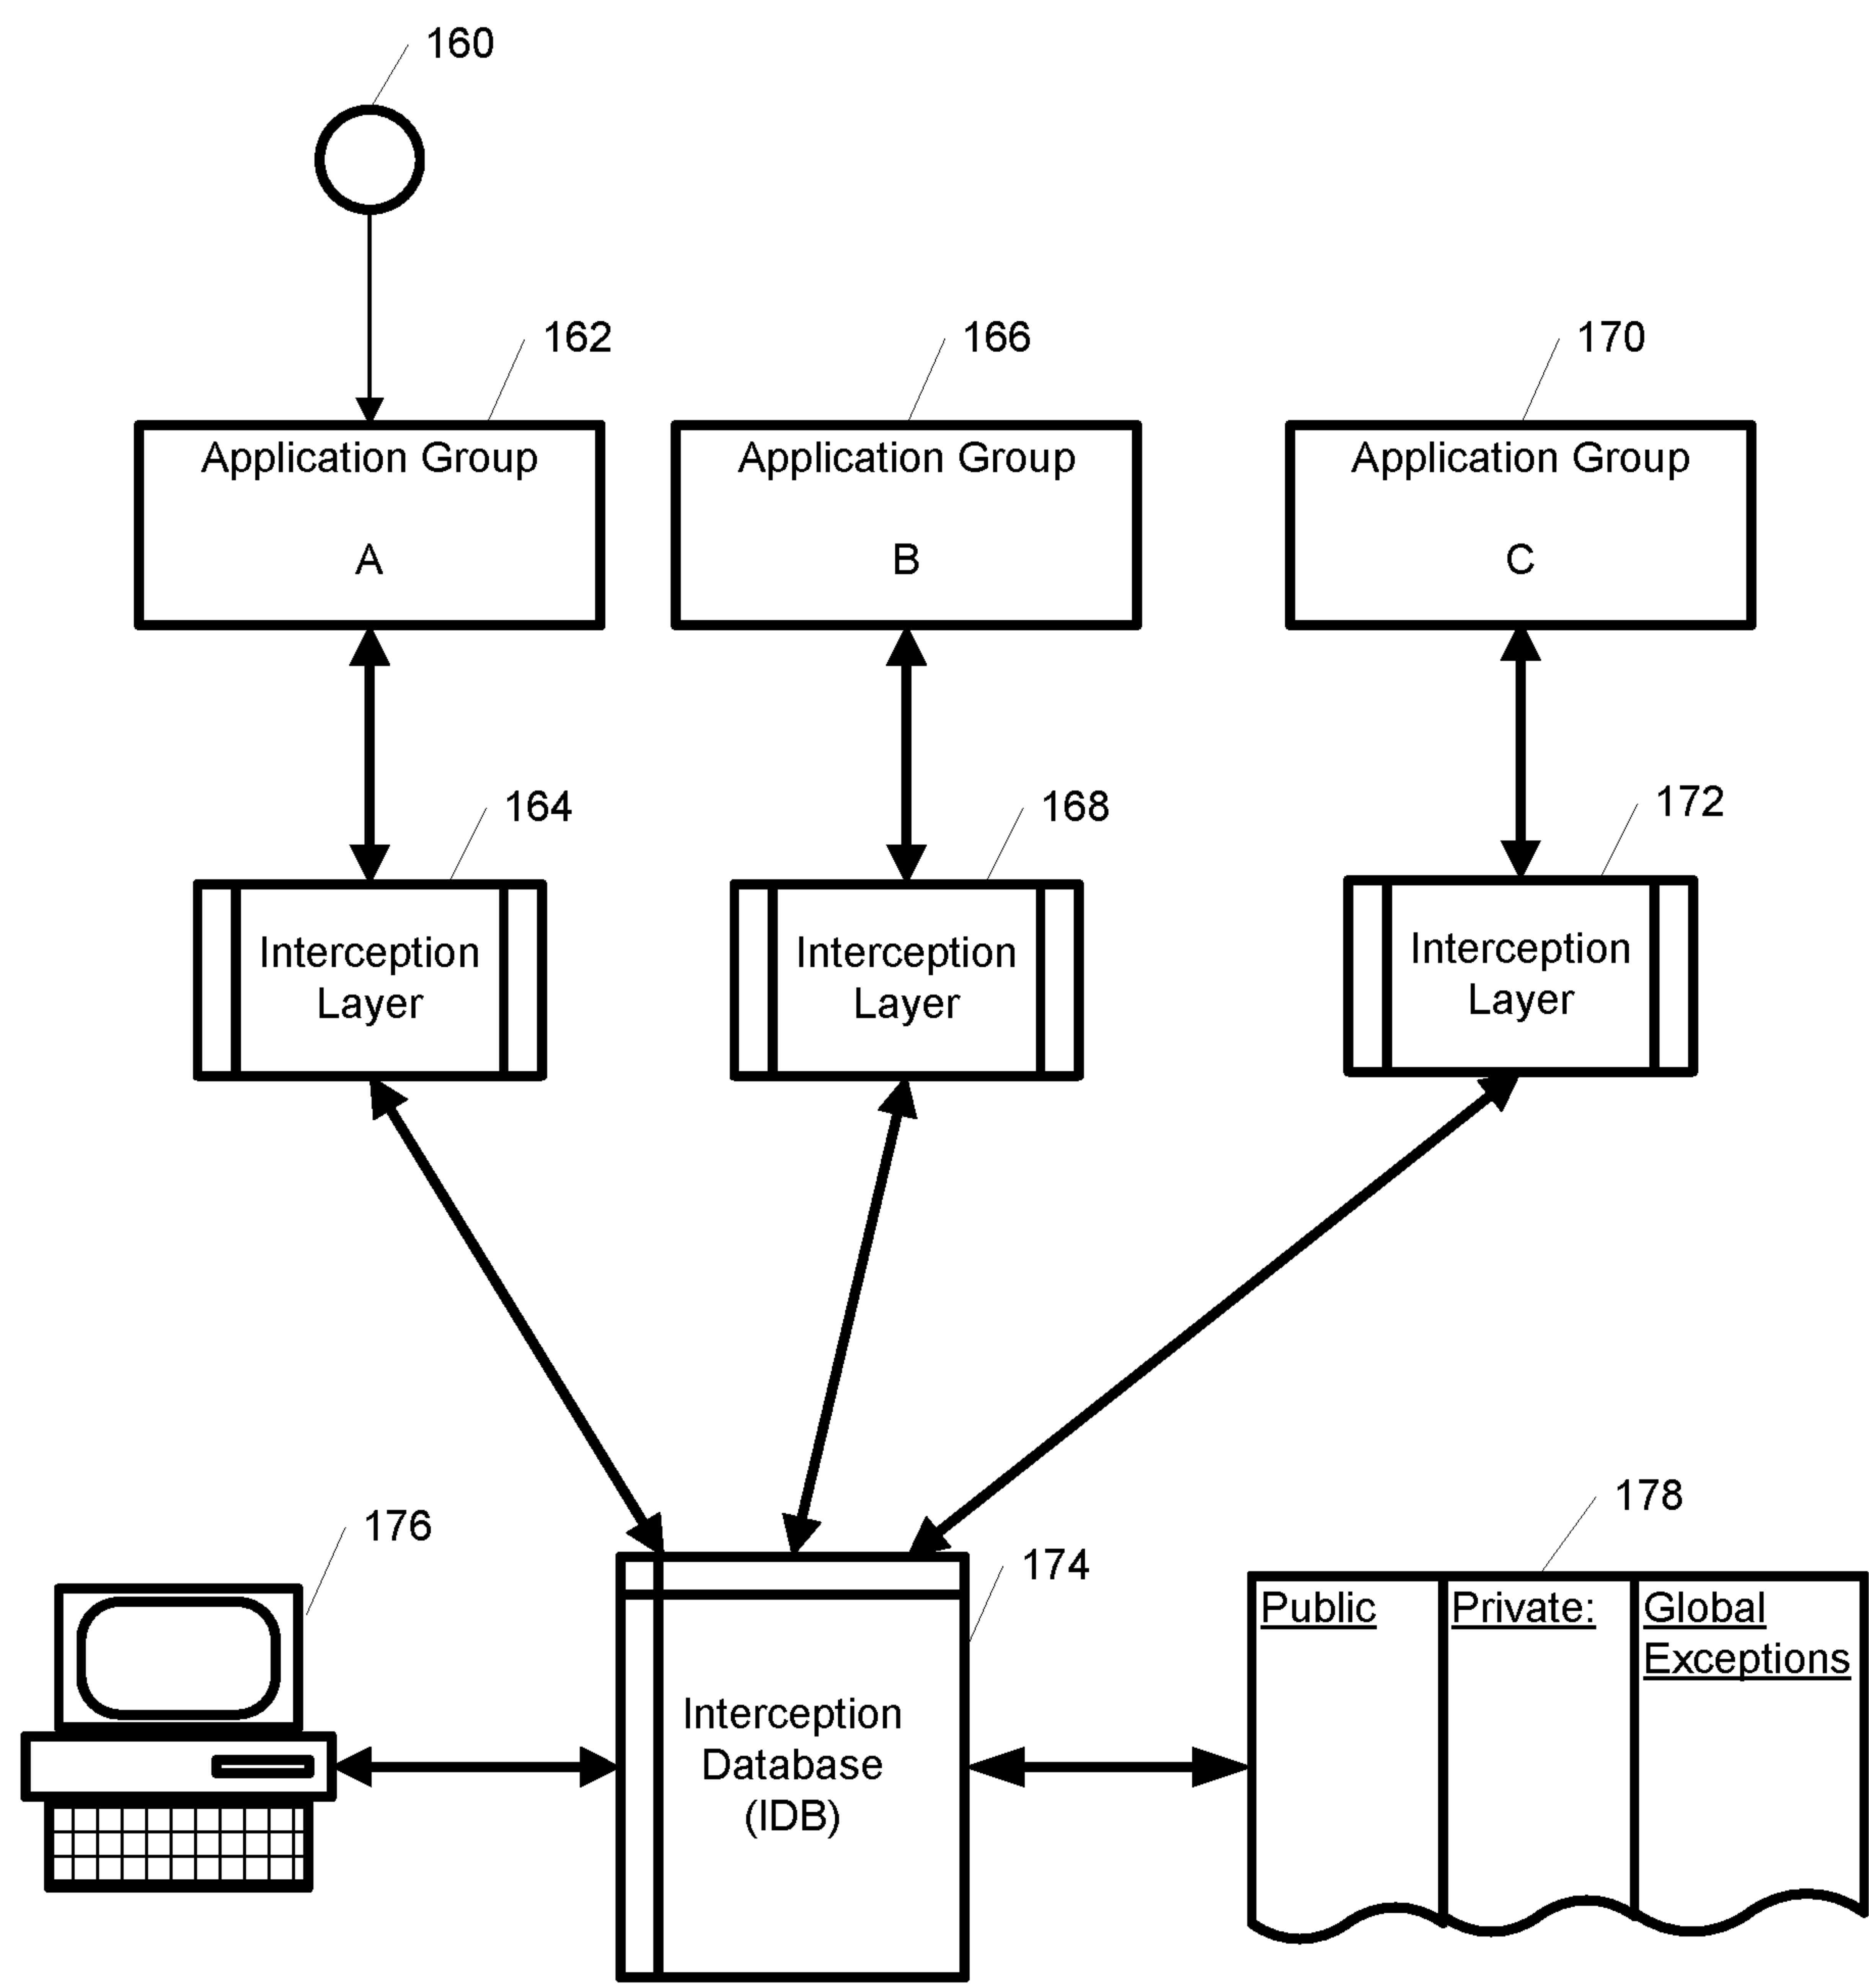 160
162
166
170
Application Group
A
Application Group
B
Application Group
C
164
168
172
Interception
Layer
Interception
Layer
Interception
Layer
176
174
178
Interception
Database
(IDB)
Public
Private:
Global
Exceptions